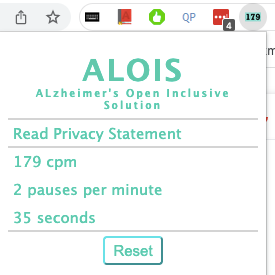 QP
4
179
ALOIS
ALzheimer's Open Inclusive
Solution
Read Privacy Statement
179 cpm
2 pauses per minute
35 seconds
Reset